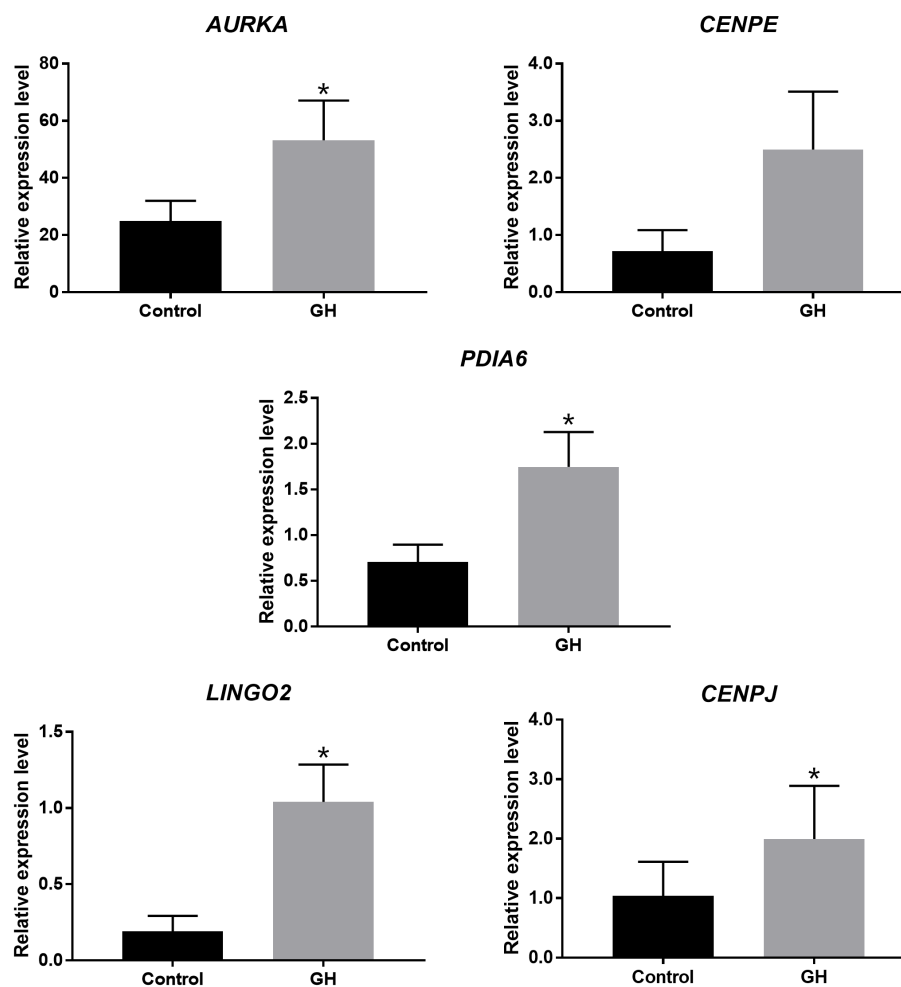 AURKA
Relative expression level
80
60
40
20
0
*
Control
GH
CENPE
Relative expression level
4.0
3.0
2.0
1.0
0.0
Control
GH
PDIA6
Relative expression level
2.5
2.0
1.5
1.0
0.5
0.0
*
Control
GH
LINGO2
Relative expression level
1.5
1.0
0.5
0.0
*
Control
GH
CENPJ
Relative expression level
4.0
3.0
2.0
1.0
0.0
*
Control
GH